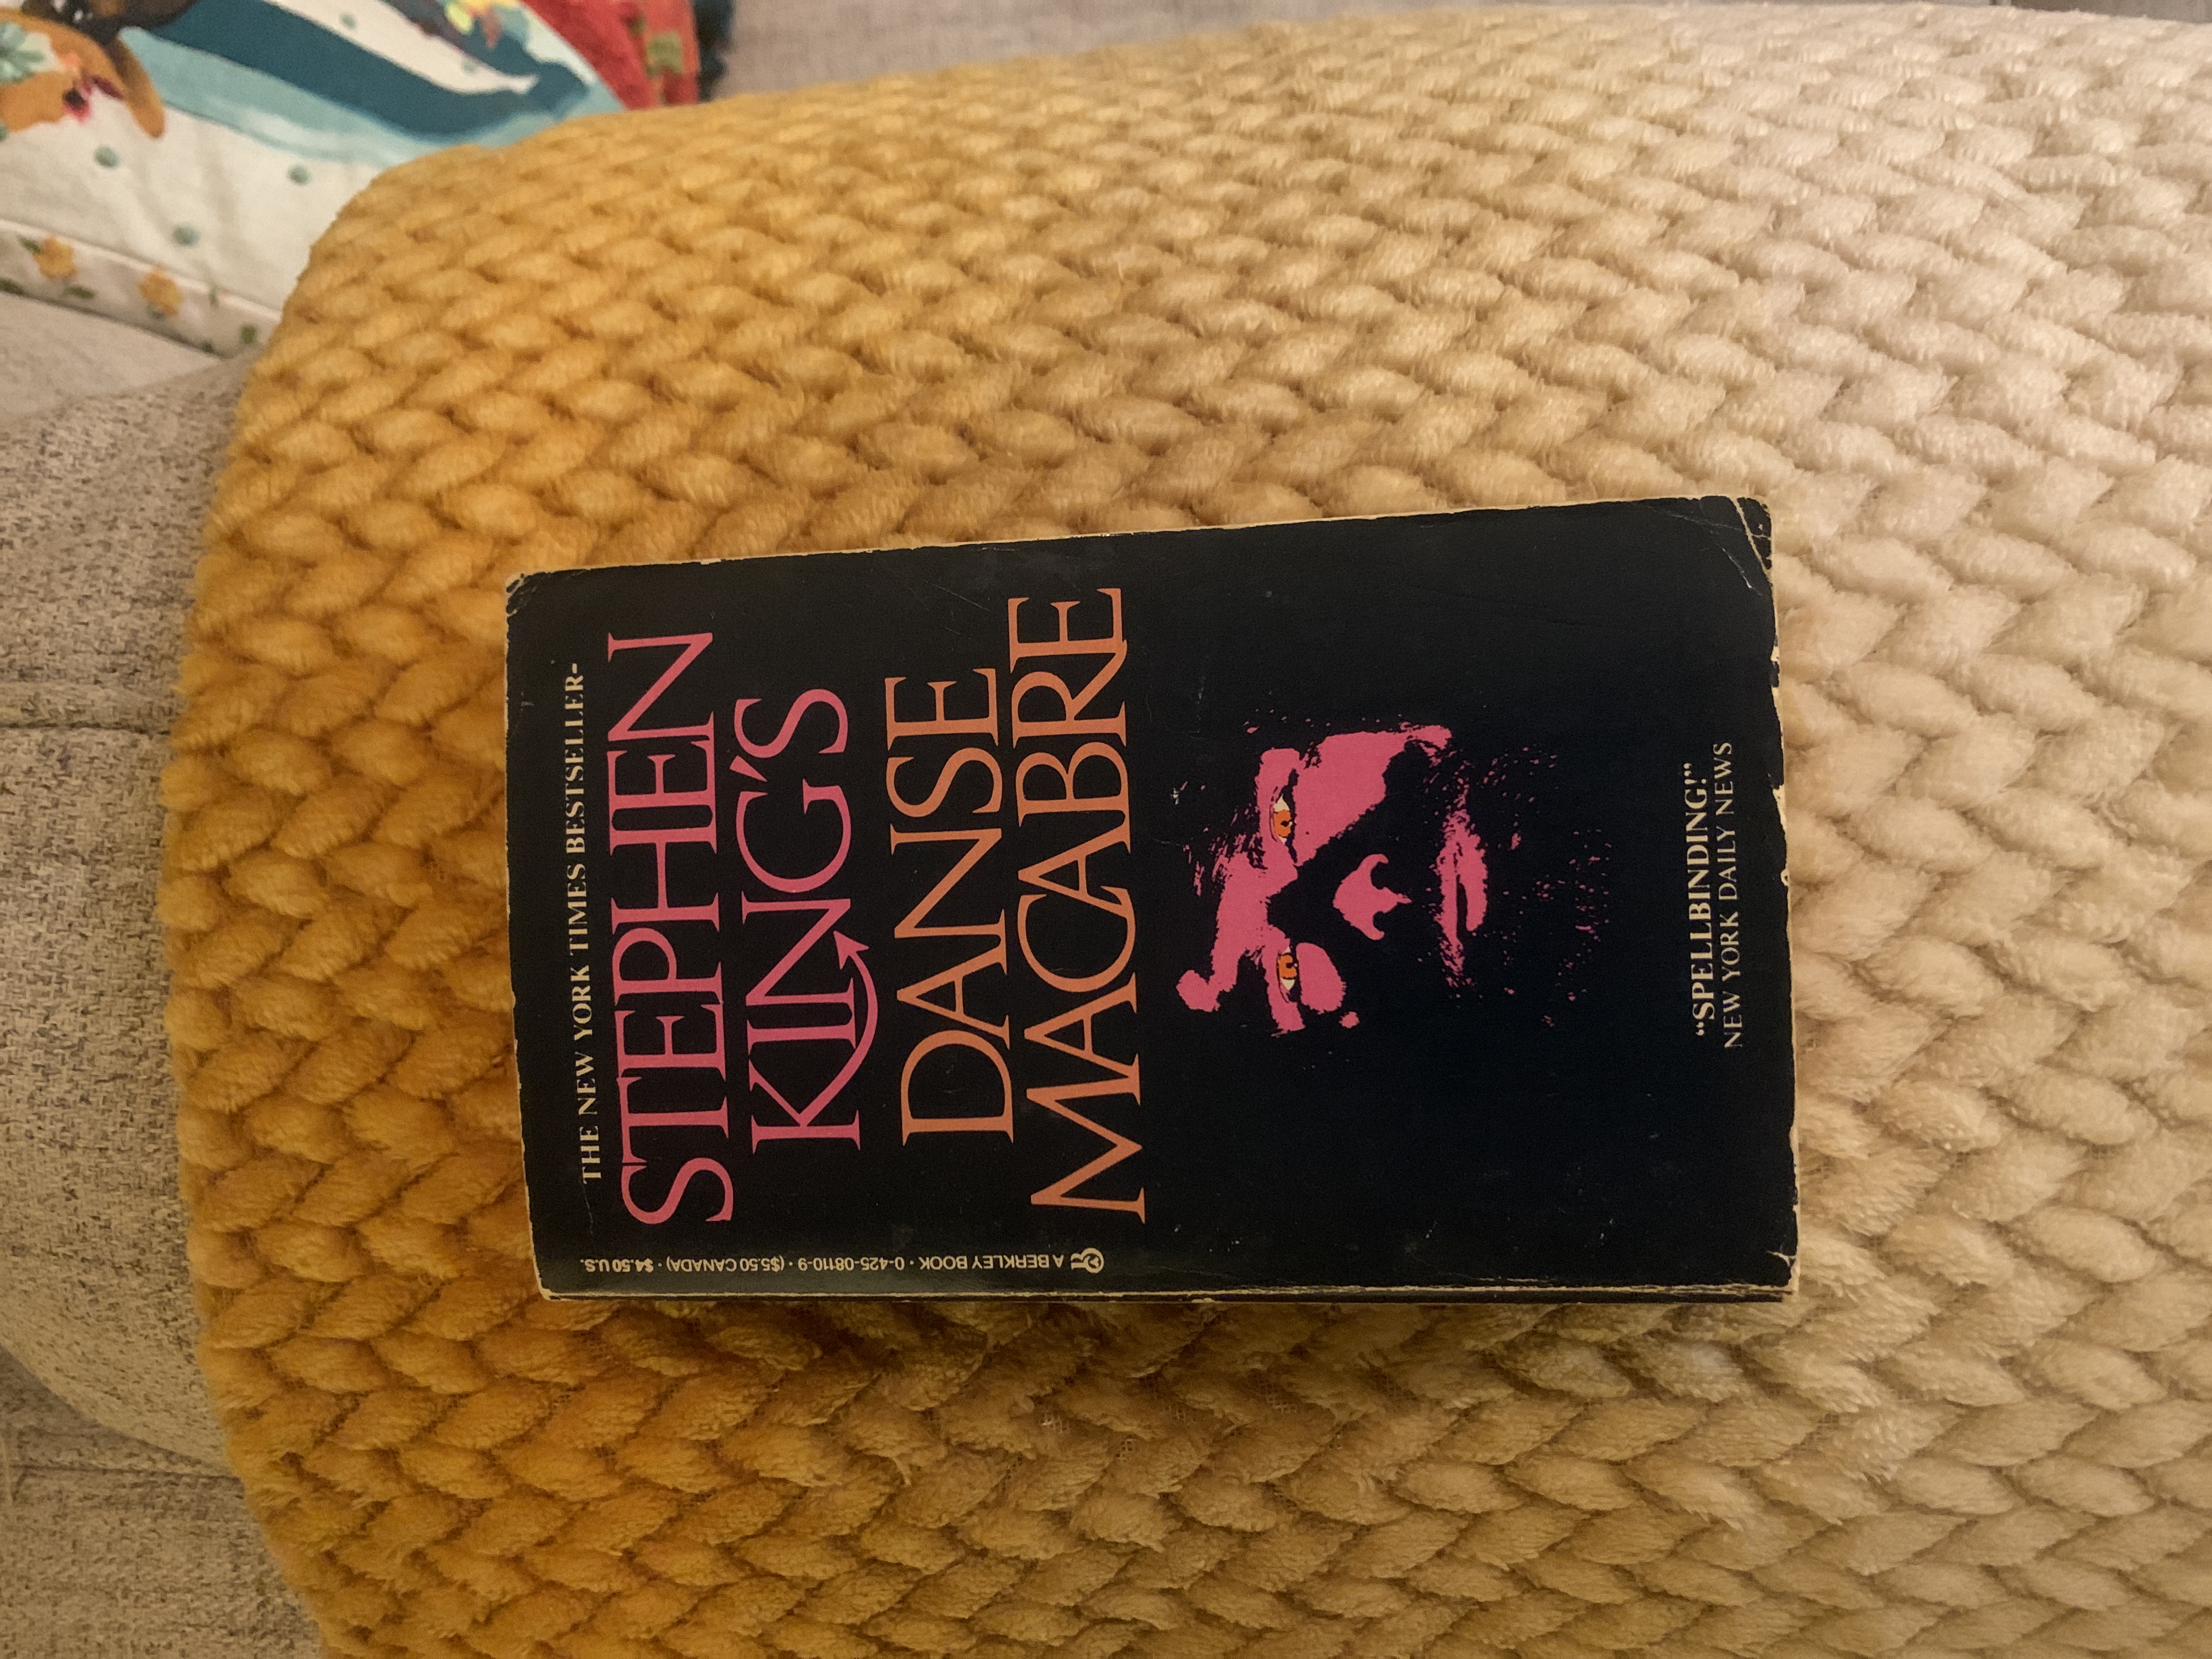 THE NEW YORK TIMES BESTSELLER-
STEPHEN
KING'S
DANSE
MACABRE
"SPELLBINDING!"
NEW YORK DAILY NEWS
A BERKLEY BOOK • 0-425-08110-9 • ($5.50 CANADA) • $4.50 U.S.